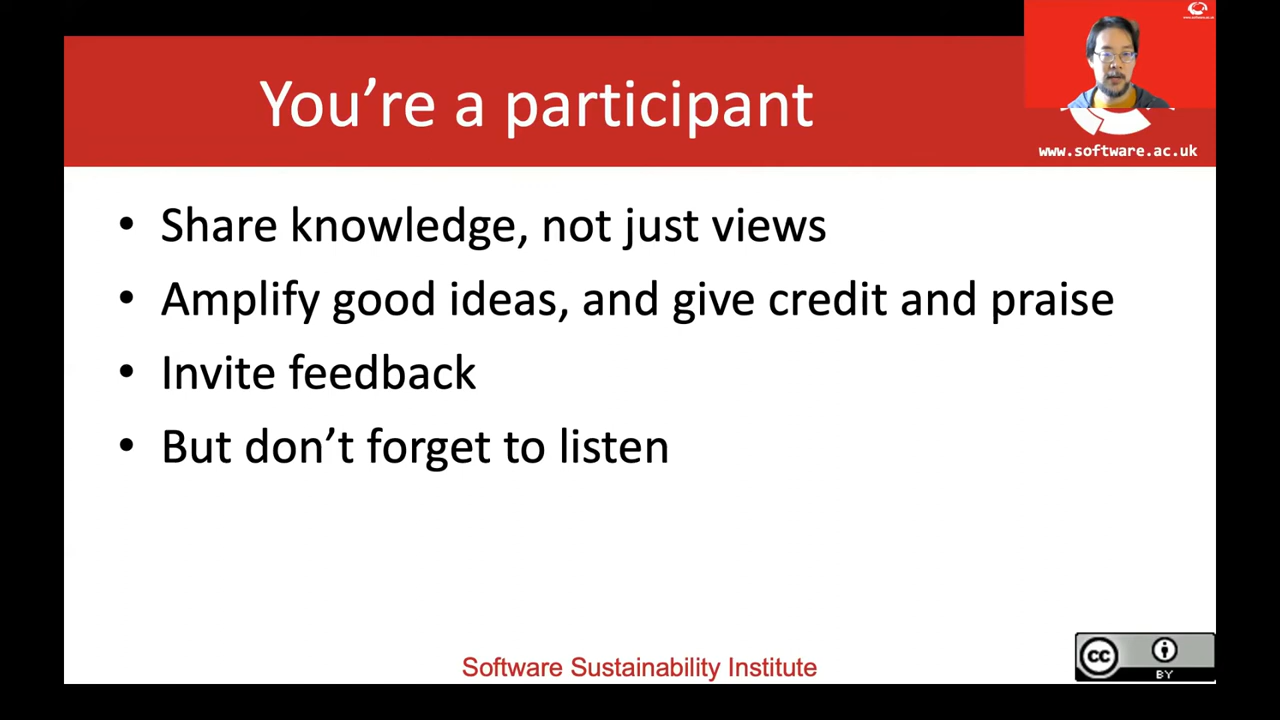 You’re a participant
www.software.ac.uk
• Share knowledge, not just views
• Amplify good ideas, and give credit and praise
• Invite feedback
• But don’t forget to listen
Software Sustainability Institute
cc
BY